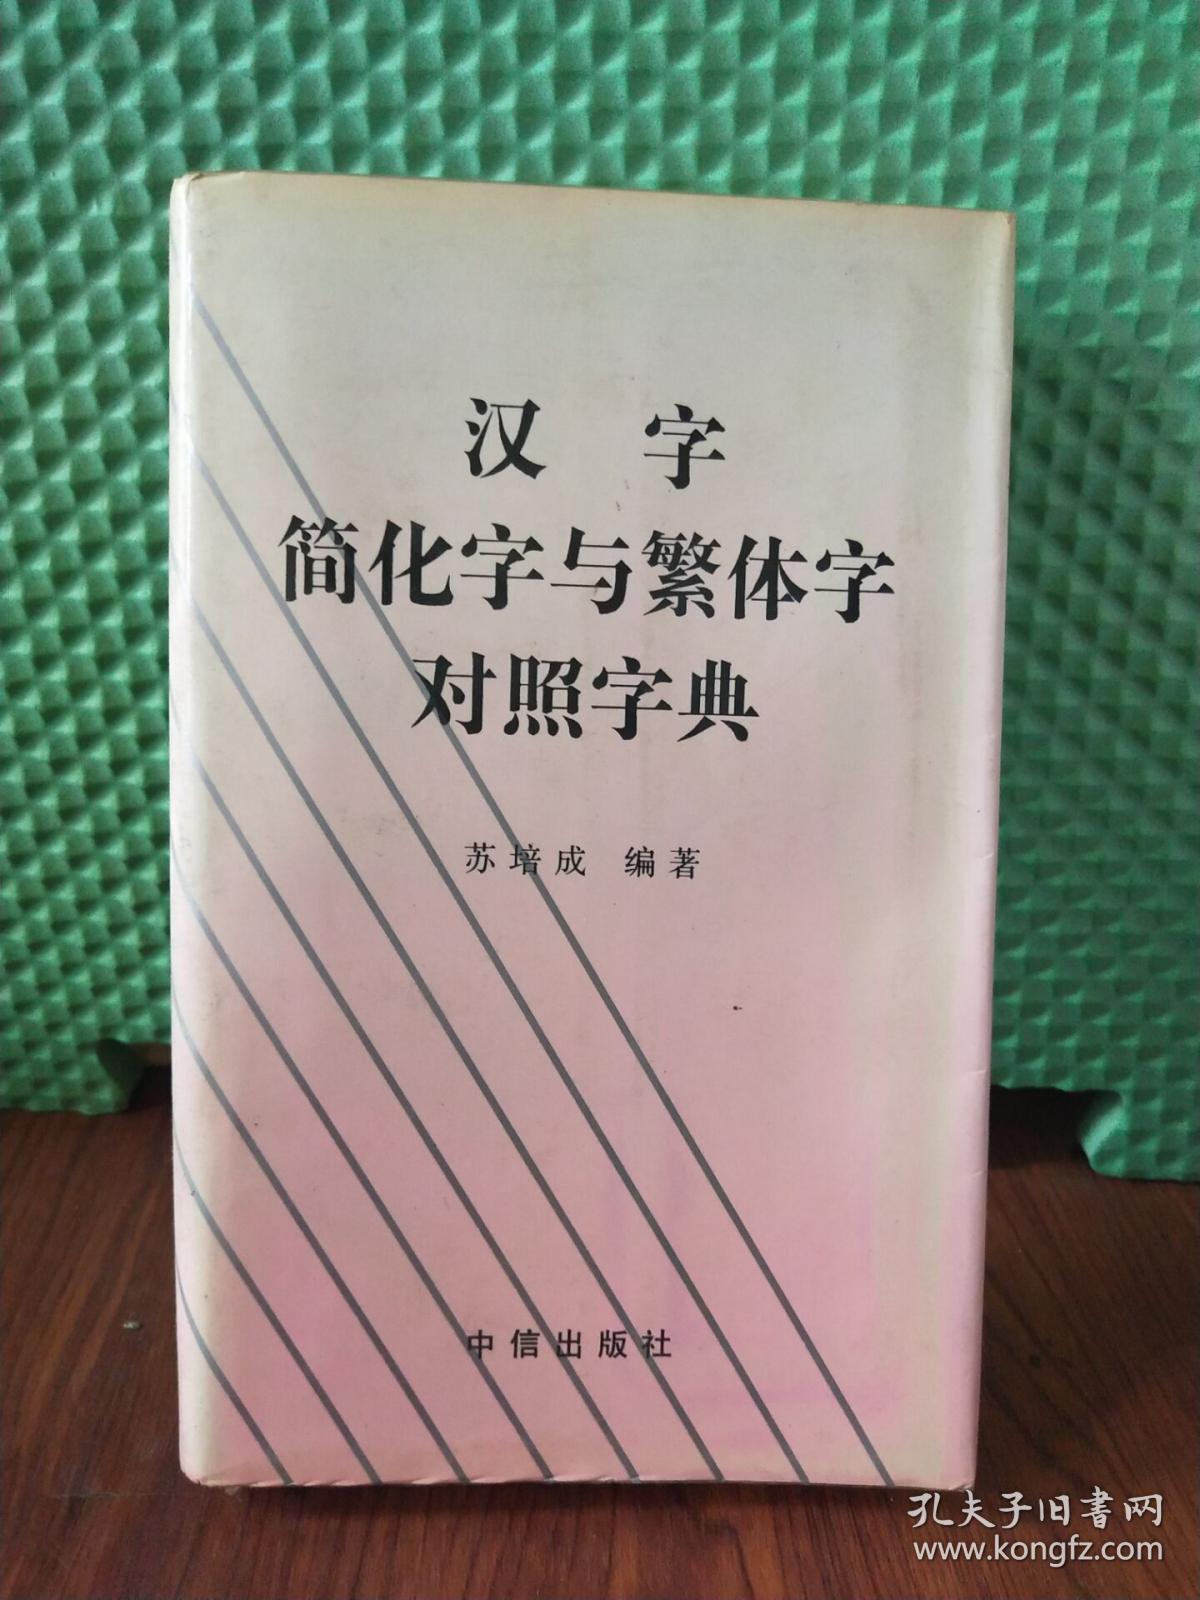 汉字
简化字与繁体字
对照字典
苏培成 编著
中信出版社
孔夫子旧書网
www.kongfz.com